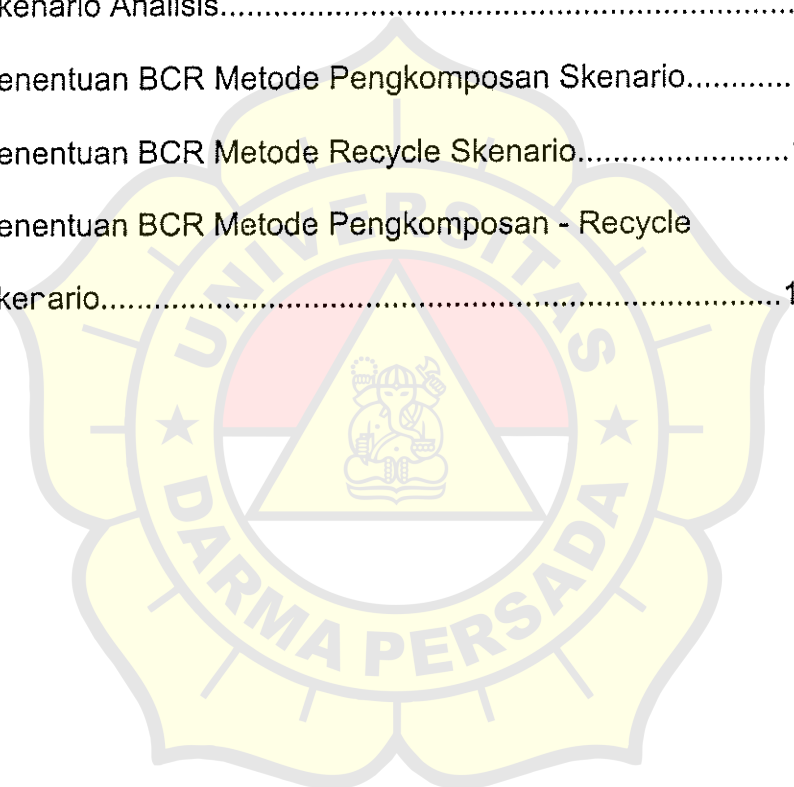 kenario Analisis................................................................
enentuan BCR Metode Pengkomposan Skenario............
enentuan BCR Metode Recycle Skenario........................
enentuan BCR Metode Pengkomposan - Recycle
kenario............................................................................1
UNIVERSITAS
DARMA PERSADA